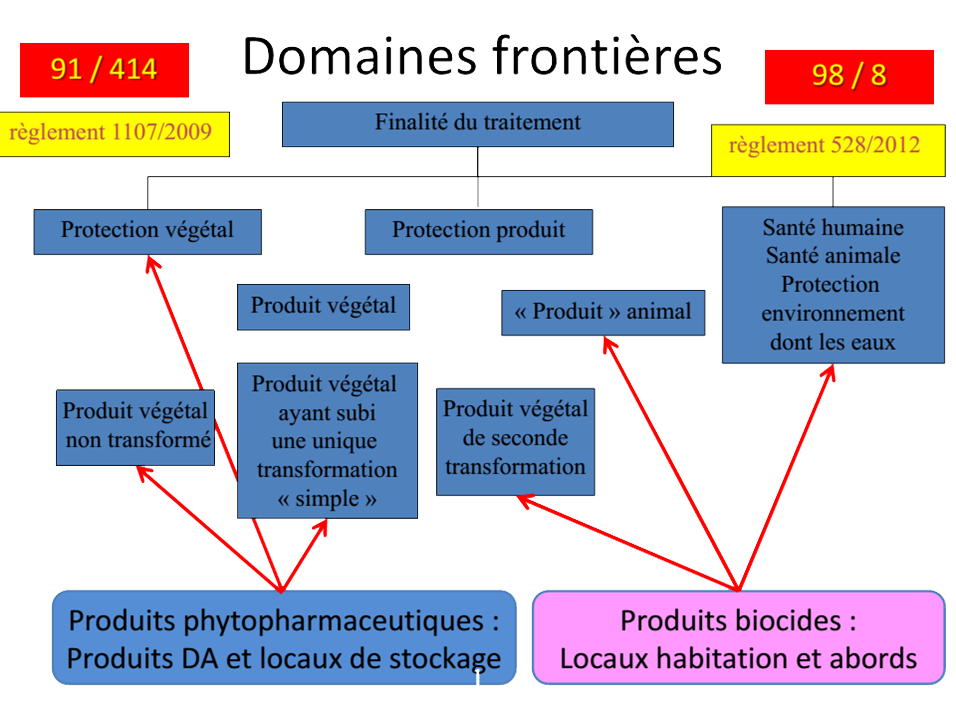 Domaines frontières
91 / 414
98 / 8
règlement 1107/2009
Finalité du traitement
règlement 528/2012
Protection végétal
Protection produit
Santé humaine
Santé animale
Protection
environnement
dont les eaux
Produit végétal
« Produit » animal
Produit végétal
non transformé
Produit végétal
ayant subi
une unique
transformation
« simple »
Produit végétal
de seconde
transformation
Produits phytopharmaceutiques :
Produits DA et locaux de stockage
Produits biocides :
Locaux habitation et abords